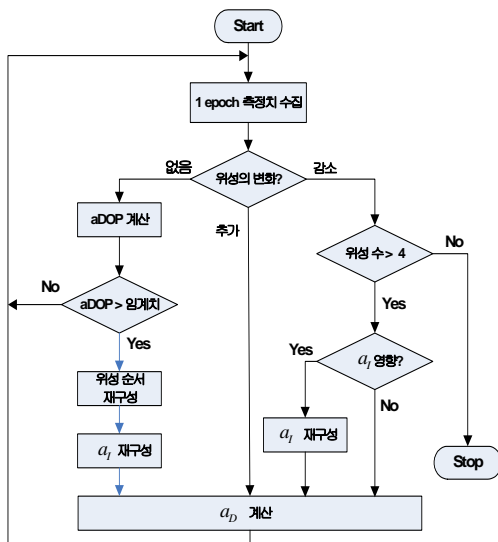 Start
1 epoch 측정치 수집
위성의 변화?
없음
감소
추가
aDOP 계산
위성 수 > 4
No
aDOP > 임계치
No
Yes
Yes
a_I 영향?
Yes
No
위성 순서
재구성
a_I 재구성
a_I 재구성
Stop
a_D 계산